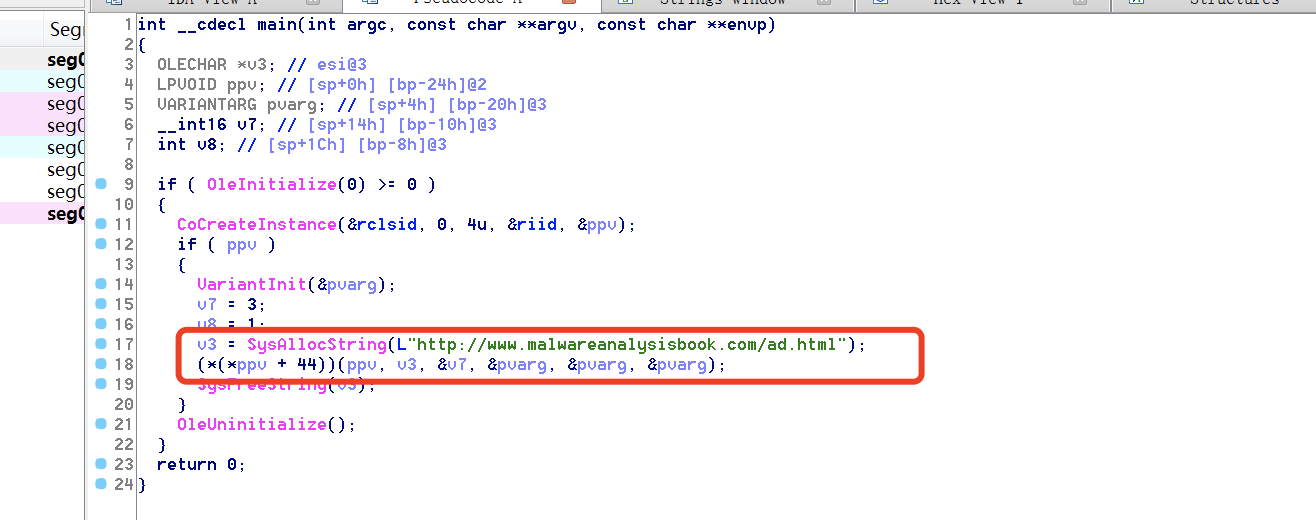 IDA View-A Pseudocode-A Strings window Hex View-1 Structures
Seg
seg0
seg0
seg0
seg0
seg0
seg0
seg0
seg0
1 int __cdecl main(int argc, const char **argv, const char **envp)
2 {
3 OLECHAR *v3; // esi@3
4 LPVOID ppv; // [sp+0h] [bp-24h]@2
5 VARIANTARG pvarg; // [sp+4h] [bp-20h]@3
6 __int16 v7; // [sp+14h] [bp-10h]@3
7 int v8; // [sp+1Ch] [bp-8h]@3
8
9 if ( OleInitialize(0) >= 0 )
10 {
11 CoCreateInstance(&rclsid, 0, 4u, &riid, &ppv);
12 if ( ppv )
13 {
14 VariantInit(&pvarg);
15 v7 = 3;
16 v8 = 1;
17 v3 = SysAllocString(L"http://www.malwareanalysisbook.com/ad.html");
18 (*(*ppv + 44))(ppv, v3, &v7, &pvarg, &pvarg, &pvarg);
19 SysFreeString(v3);
20 }
21 OleUninitialize();
22 }
23 return 0;
24 }